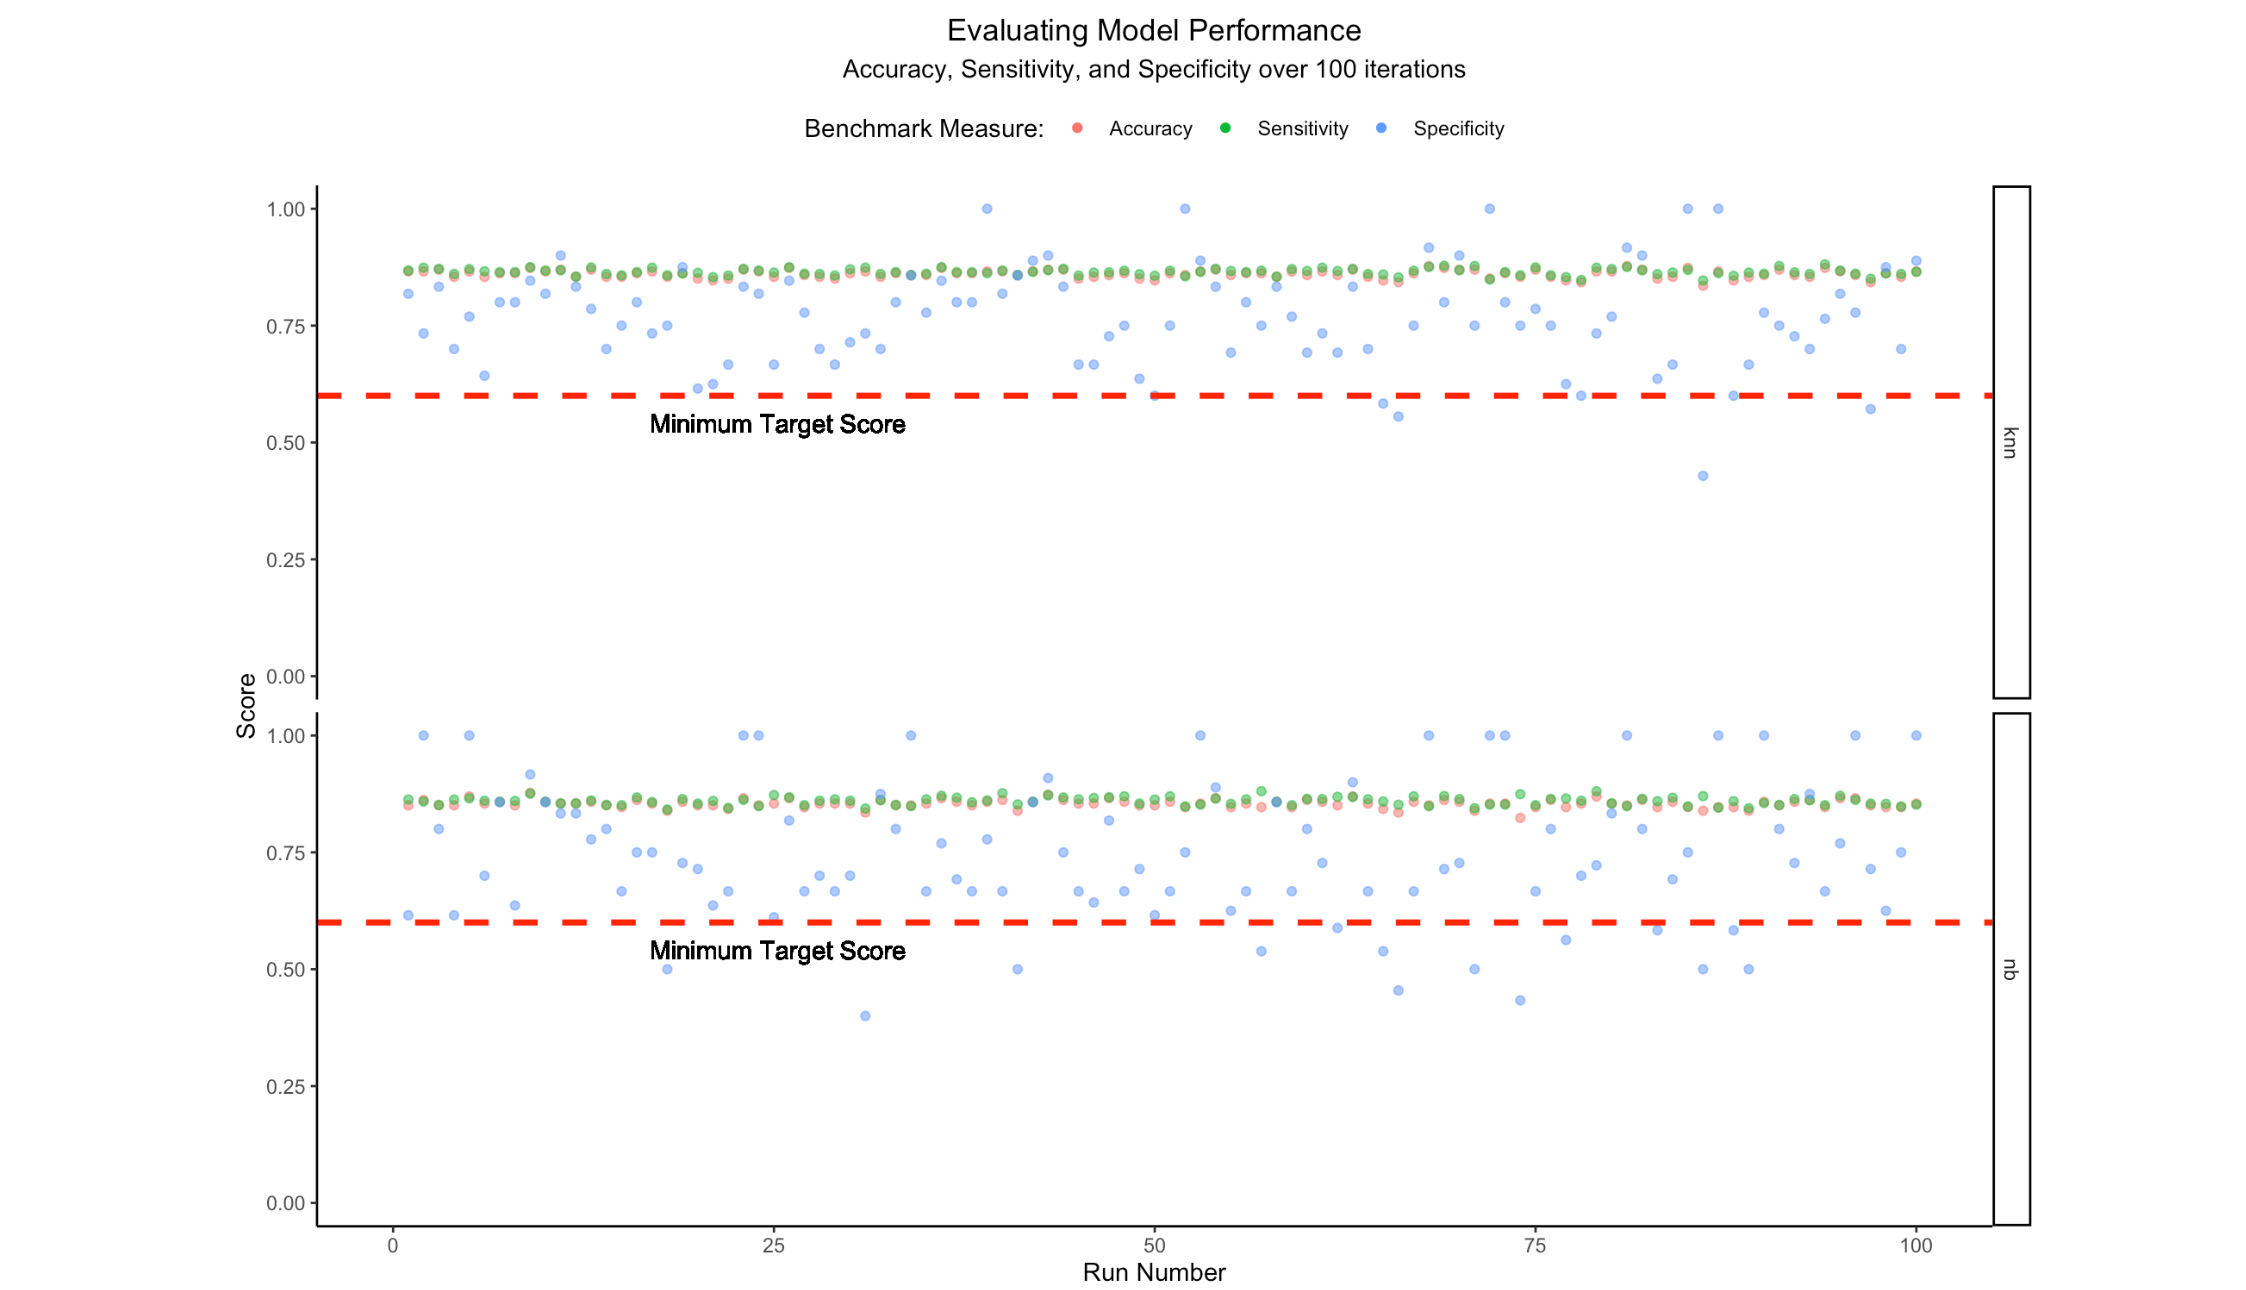 Evaluating Model Performance
Accuracy, Sensitivity, and Specificity over 100 iterations
Benchmark Measure: Accuracy Sensitivity Specificity
1.00
0.75
0.50
0.25
0.00
Minimum Target Score
knn
Score
1.00
0.75
0.50
0.25
0.00
Minimum Target Score
nb
0 25 50 75 100
Run Number